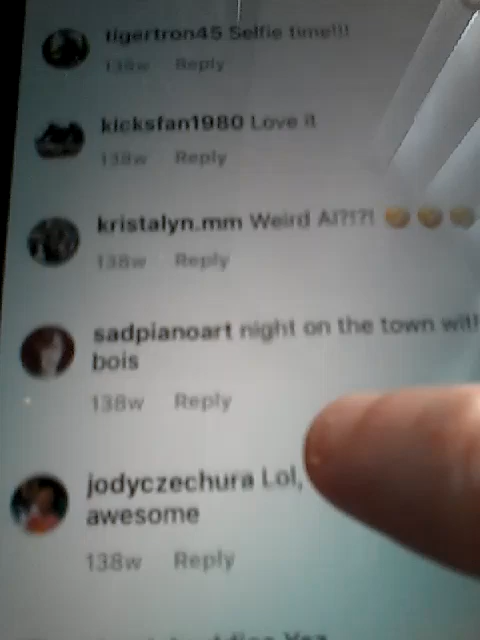 tigertron45 Selfie time!!!
138w Reply
kicksfan1980 Love it
138w Reply
kristalyn.mm Weird Al?!?! 😂 😂 😂
138w Reply
sadpianoart night on the town with
bois
138w Reply
jodyczechura Lol,
awesome
138w Reply